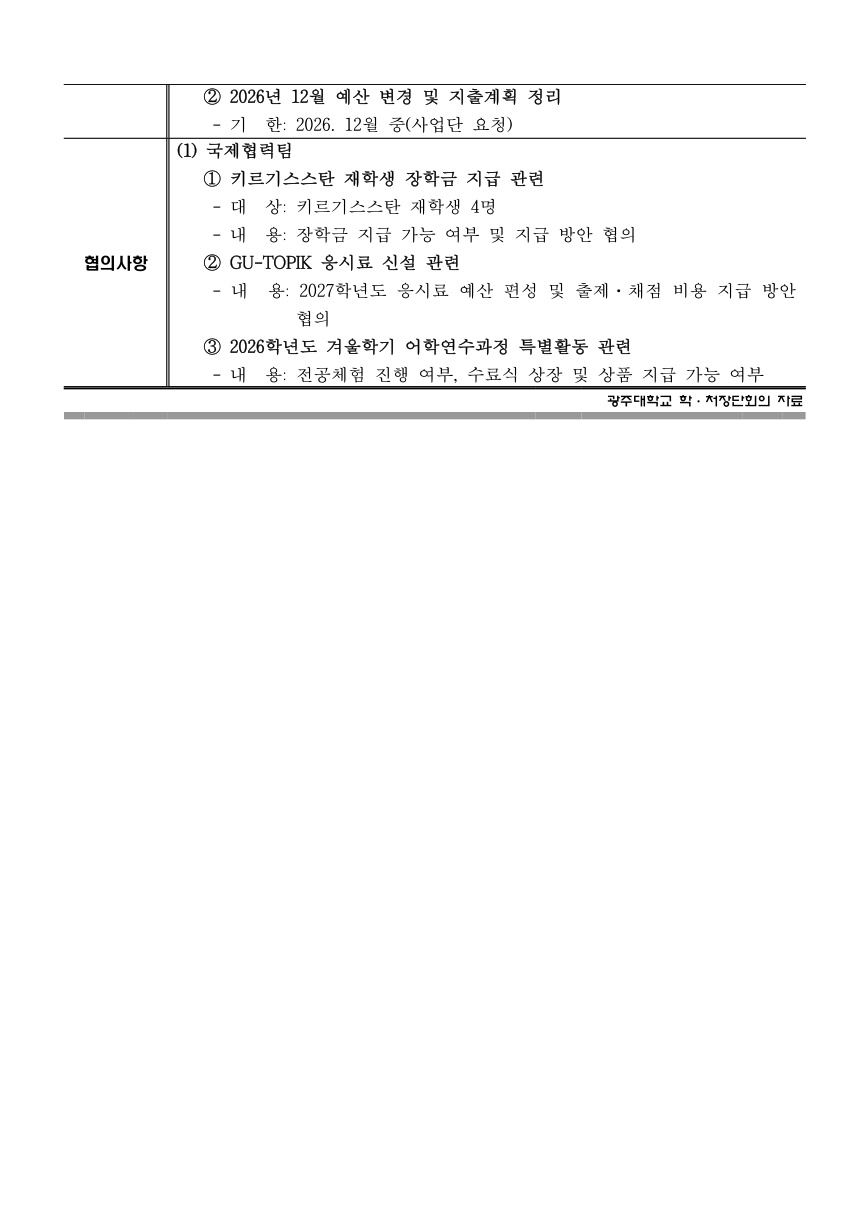 ② 2026년 12월 예산 변경 및 지출계획 정리
- 기 한: 2026. 12월 중(사업단 요청)
(1) 국제협력팀
① 키르기스스탄 재학생 장학금 지급 관련
- 대 상: 키르기스스탄 재학생 4명
- 내 용: 장학금 지급 가능 여부 및 지급 방안 협의
협의사항
② GU-TOPIK 응시료 신설 관련
- 내 용: 2027학년도 응시료 예산 편성 및 출제·채점 비용 지급 방안
협의
③ 2026학년도 겨울학기 어학연수과정 특별활동 관련
- 내 용: 전공체험 진행 여부, 수료식 상장 및 상품 지급 가능 여부
광주대학교 학·처장단회의 자료